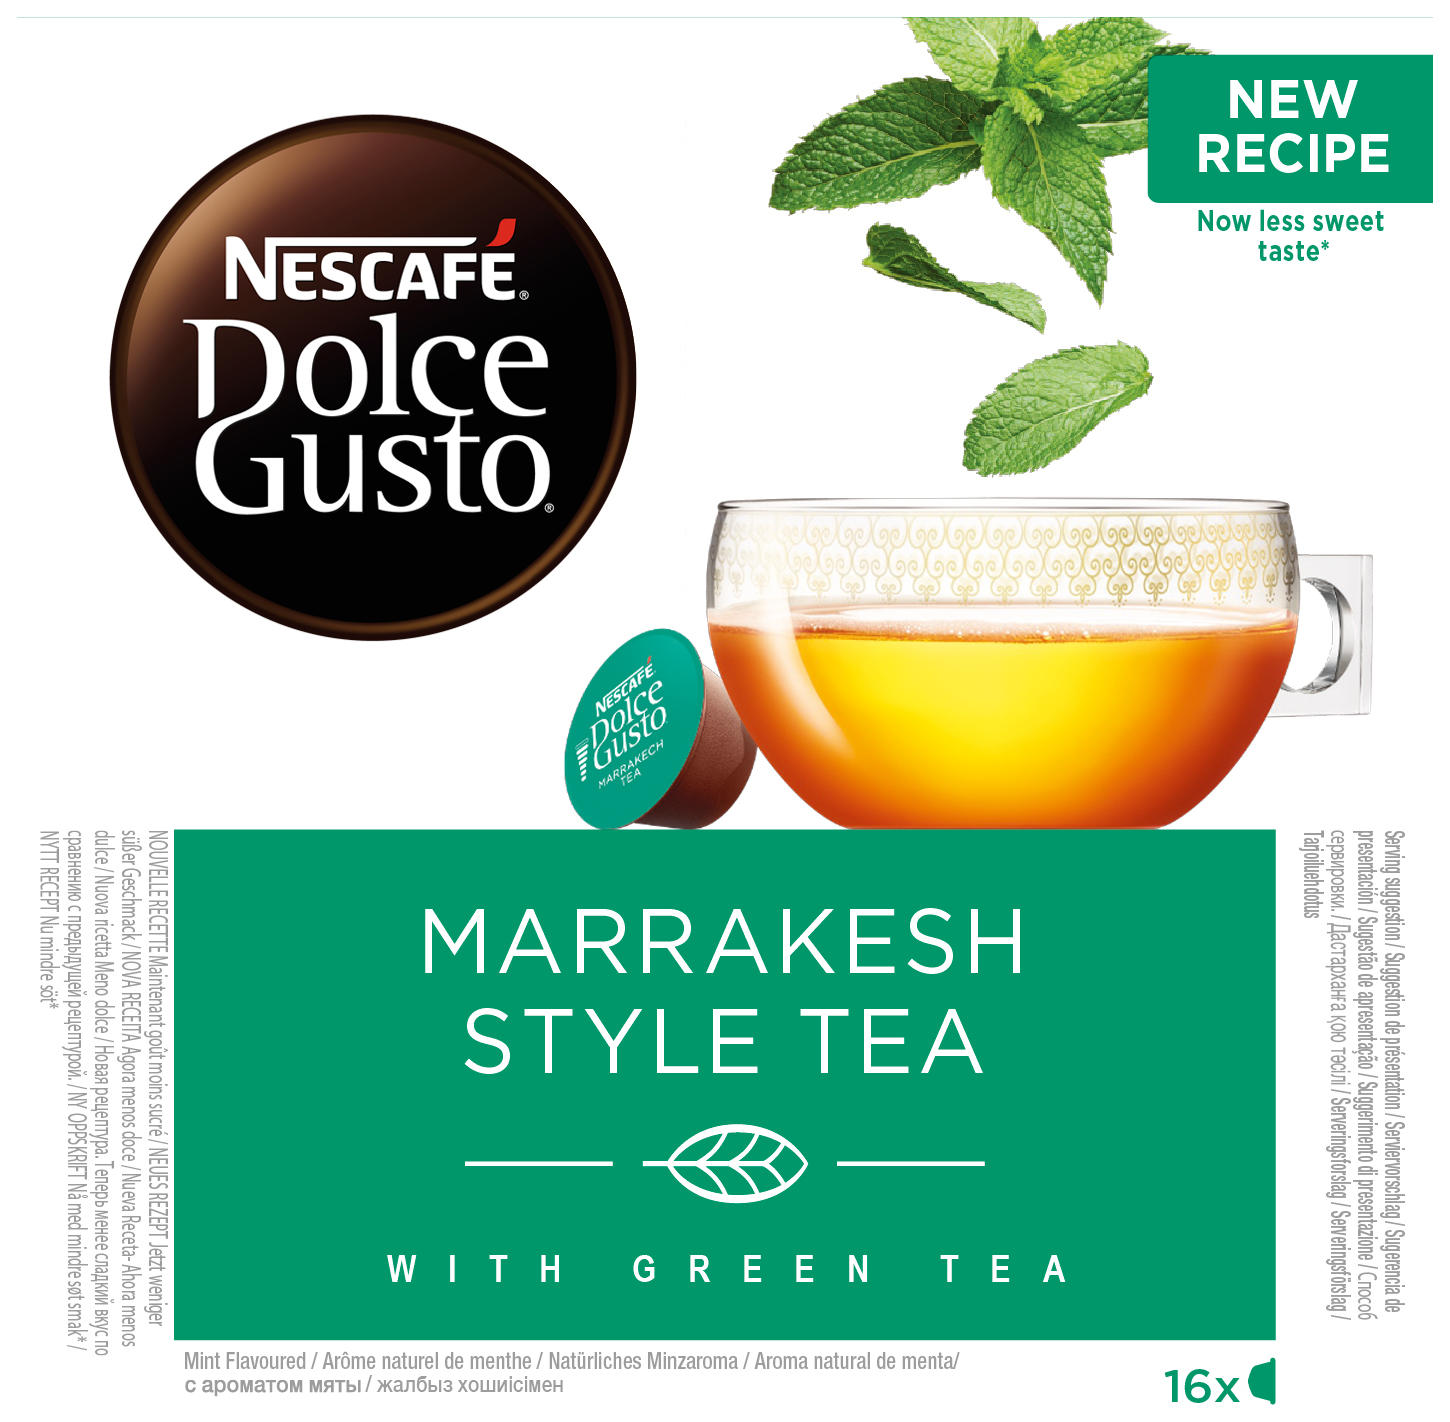 NEW
RECIPE
Now less sweet
taste*
NESCAFÉ®
DOLCE
GUSTO®
NESCAFÉ
DOLCE
GUSTO
MARRAKECH
TEA
MARRAKESH
STYLE TEA
WITH GREEN TEA
NOUVELLE RECETTE Maintenant goût moins sucré / NEUES REZEPT Jetzt weniger
süßer Geschmack / NOVA RECEITA Agora menos doce / Nueva Receta- Ahora menos
dulce / Nuova ricetta Meno dolce / Новая рецептура. Теперь менее сладкий вкус по
сравнению с предыдущей рецептурой. / NY OPPSKRIFT Nå med mindre søt smak* /
NYTT RECEPT Nu mindre söt*
Serving suggestion / Suggestion de présentation / Serviervorschlag / Sugerencia de
presentación / Sugestão de apresentação / Suggerimento di presentazione / Способ
сервировки. / Дастарханға қою тәсілі / Serveringsforslag / Serveringsförslag /
Tarjoiluehdotus
Mint Flavoured / Arôme naturel de menthe / Natürliches Minzaroma / Aroma natural de menta/
с ароматом мяты / жалбыз хошиісімен
16x